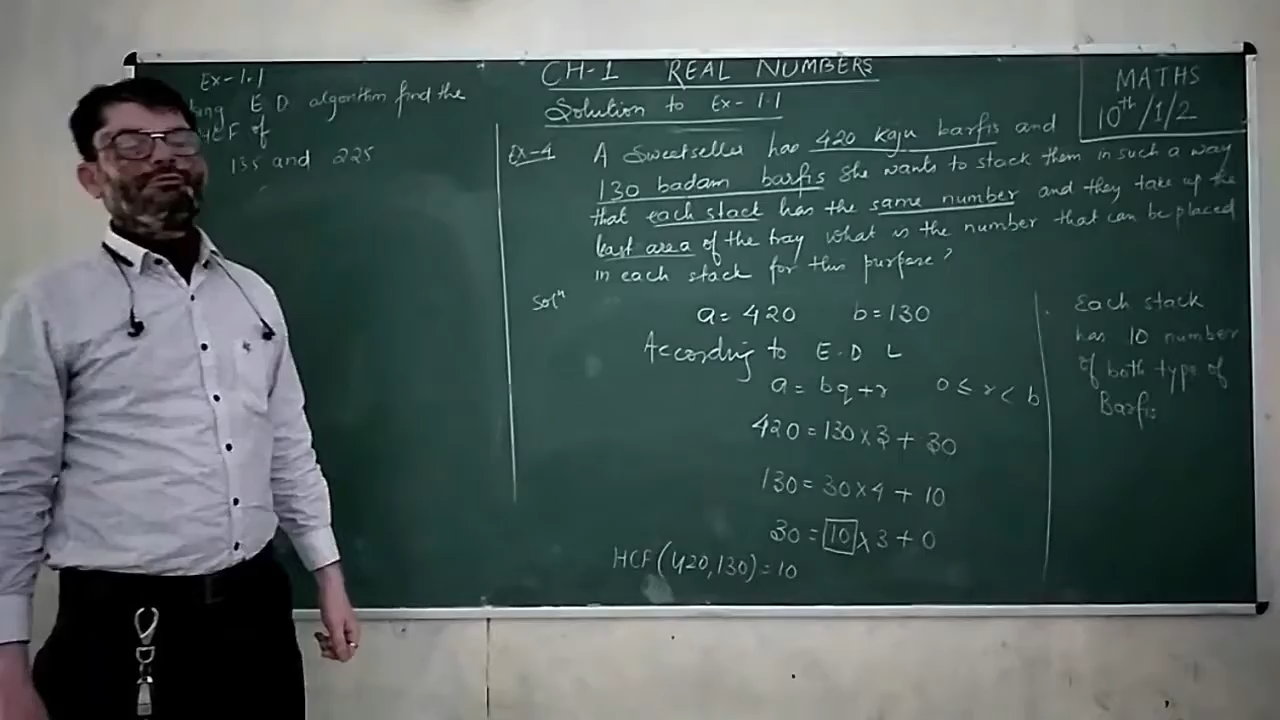 Ex-1.1
E D algorithm find the
HCF of
135 and 225
CH-1 REAL NUMBERS
Solution to Ex-1.1
MATHS
10th/1/2
Ex-4 A Sweetseller has 420 kaju barfis and
130 badam barfis She wants to stack them in such a way
that each stack has the same number and they take up the
least area of the tray what is the number that can be placed
in each stack for this purpose?
Soln
a = 420 b = 130
According to E.D L
a = bq + r 0 ≤ r < b
420 = 130 x 3 + 30
130 = 30 x 4 + 10
30 = 10 x 3 + 0
HCF (420, 130) = 10
Each stack
has 10 number
of both type of
Barfis